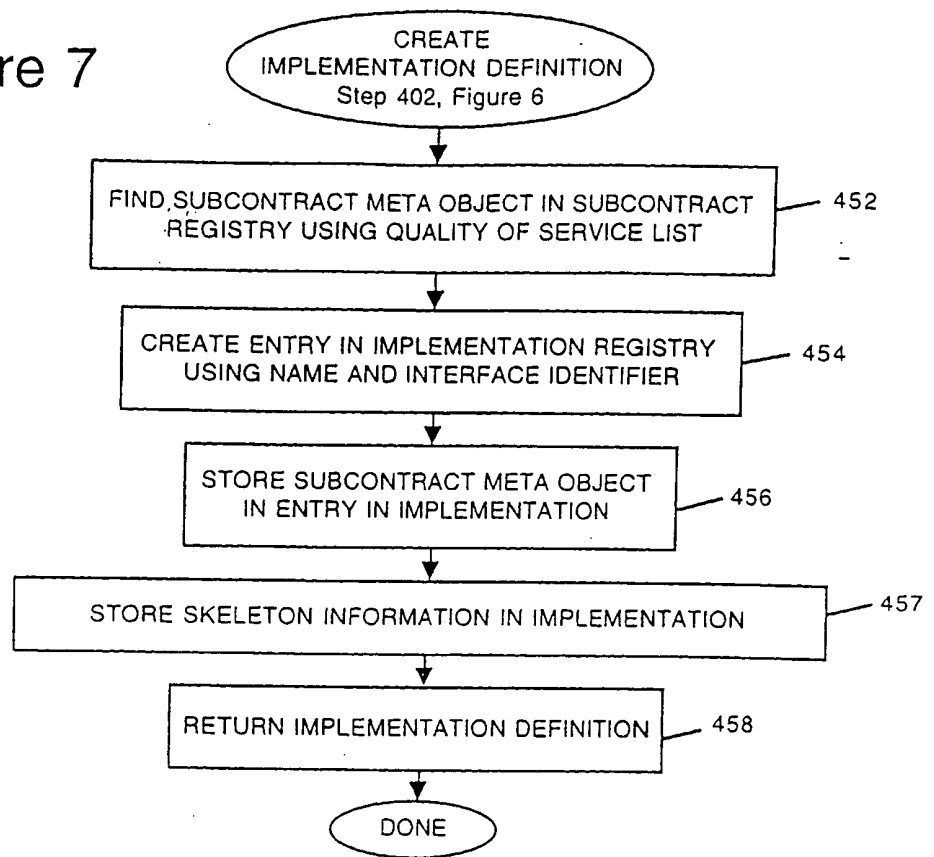 re 7
CREATE
IMPLEMENTATION DEFINITION
Step 402, Figure 6
FIND SUBCONTRACT META OBJECT IN SUBCONTRACT
REGISTRY USING QUALITY OF SERVICE LIST
452
CREATE ENTRY IN IMPLEMENTATION REGISTRY
USING NAME AND INTERFACE IDENTIFIER
454
STORE SUBCONTRACT META OBJECT
IN ENTRY IN IMPLEMENTATION
456
STORE SKELETON INFORMATION IN IMPLEMENTATION
457
RETURN IMPLEMENTATION DEFINITION
458
DONE